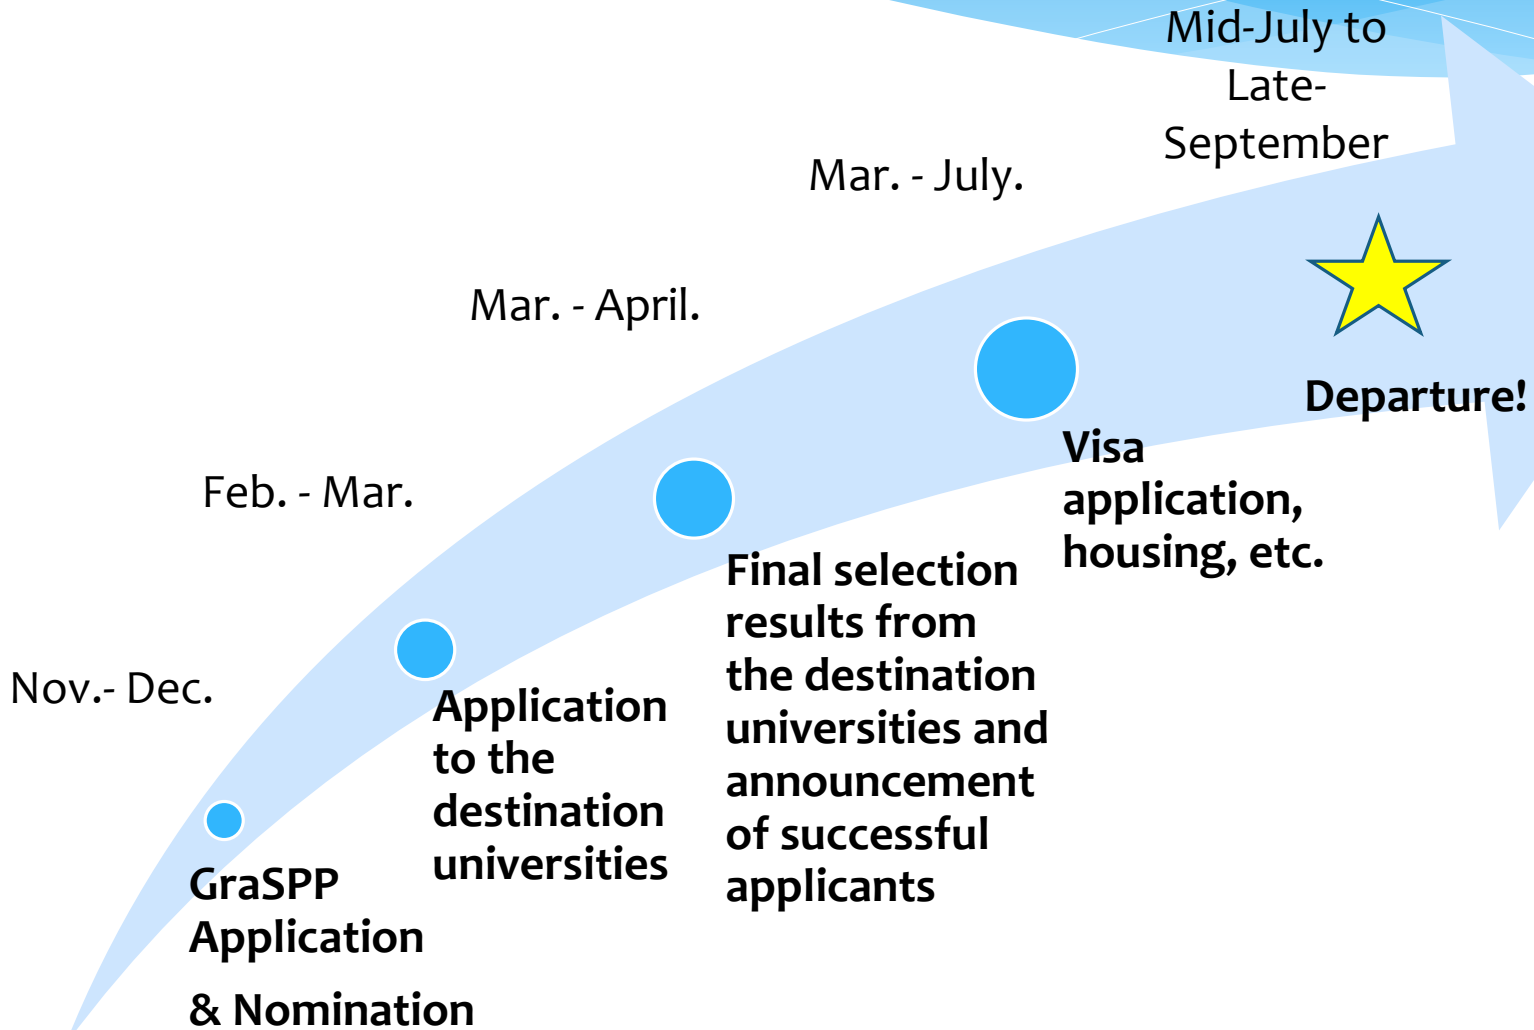 Nov.- Dec.
GraSPP
Application
& Nomination
Feb. - Mar.
Application
to the
destination
universities
Mar. - April.
Final selection
results from
the destination
universities and
announcement
of successful
applicants
Mar. - July.
Visa
application,
housing, etc.
Mid-July to
Late-
September
Departure!